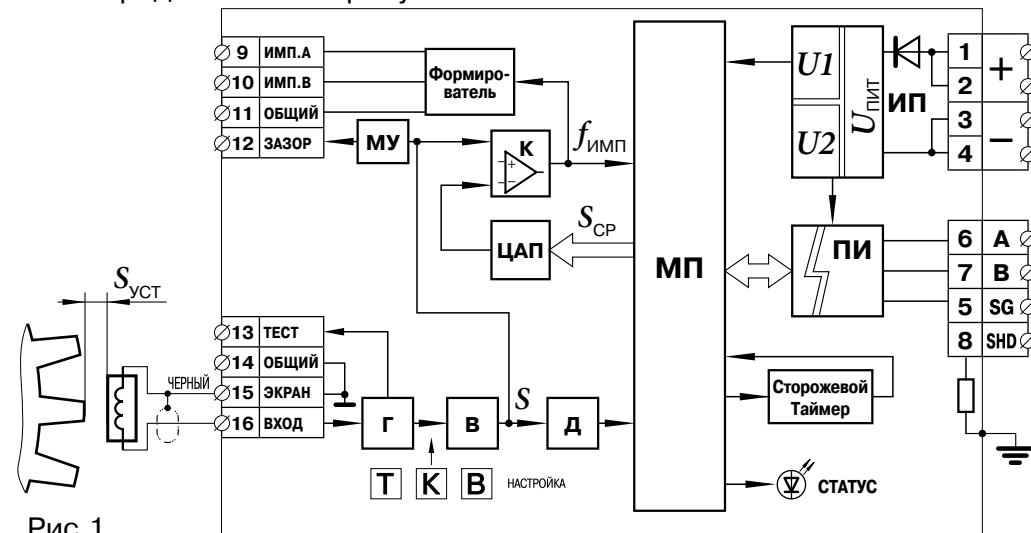 9 ИМП.А
10 ИМП.В
11 ОБЩИЙ
12 ЗАЗОР
Формиро-
ватель
МУ
К
fИМП
SСР
ЦАП
МП
U1
U2
UПИТ
ИП
1
2
+
3
4
−
ПИ
6 А
7 В
5 SG
8 SHD
SУСТ
13 ТЕСТ
14 ОБЩИЙ
15 ЭКРАН
16 ВХОД
ЧЕРНЫЙ
Г
В
S
Д
Т К В НАСТРОЙКА
Сторожевой
Таймер
СТАТУС
Рис.1